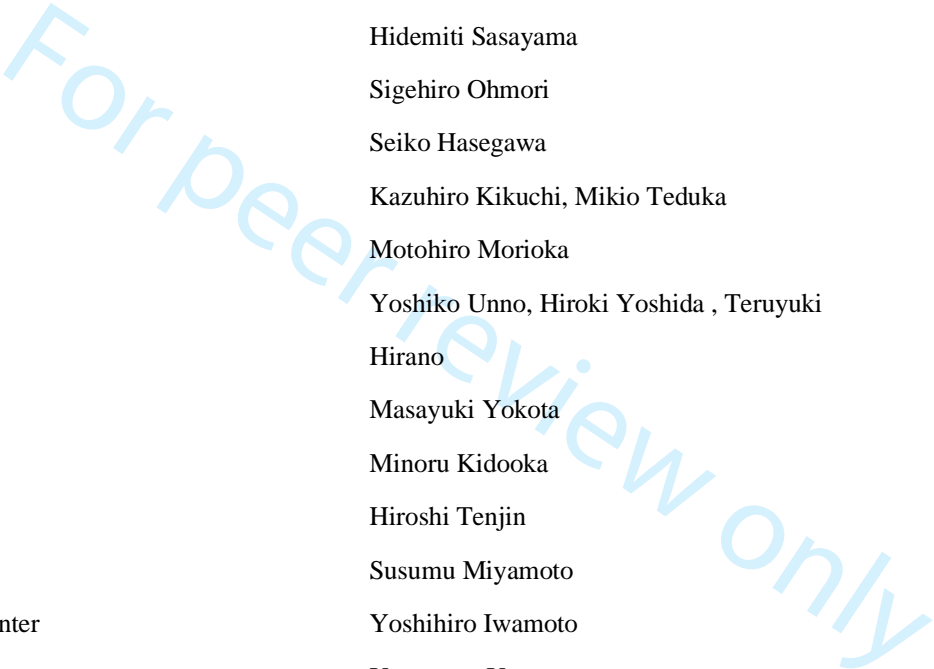 Hidemiti Sasayama
Sigehiro Ohmori
Seiko Hasegawa
Kazuhiro Kikuchi, Mikio Teduka
Motohiro Morioka
Yoshiko Unno, Hiroki Yoshida , Teruyuki
Hirano
Masayuki Yokota
Minoru Kidooka
Hiroshi Tenjin
Susumu Miyamoto
nter Yoshihiro Iwamoto
For peer review only